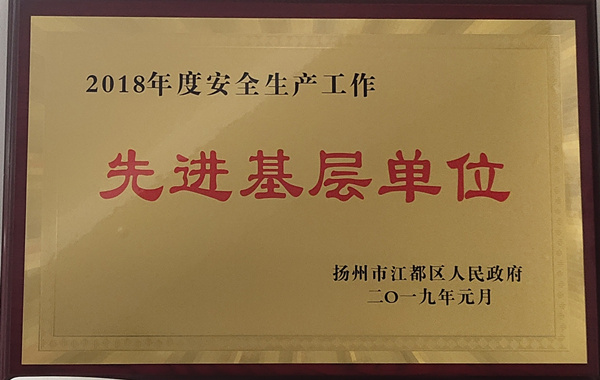 2018年度安全生产工作
先进基层单位
扬州市江都区人民政府
二〇一九年元月